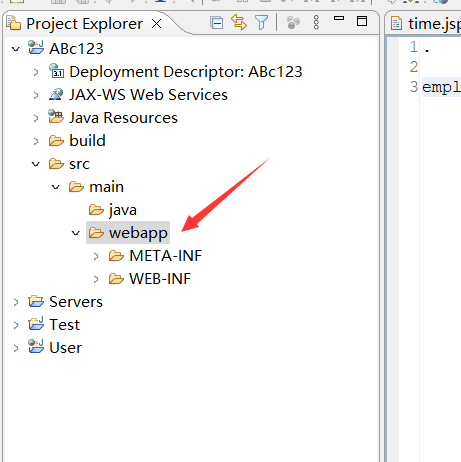 Project Explorer
ABc123
Deployment Descriptor: ABc123
JAX-WS Web Services
Java Resources
build
src
main
java
webapp
META-INF
WEB-INF
Servers
Test
User
time.jsp
1 .
2
3 empl